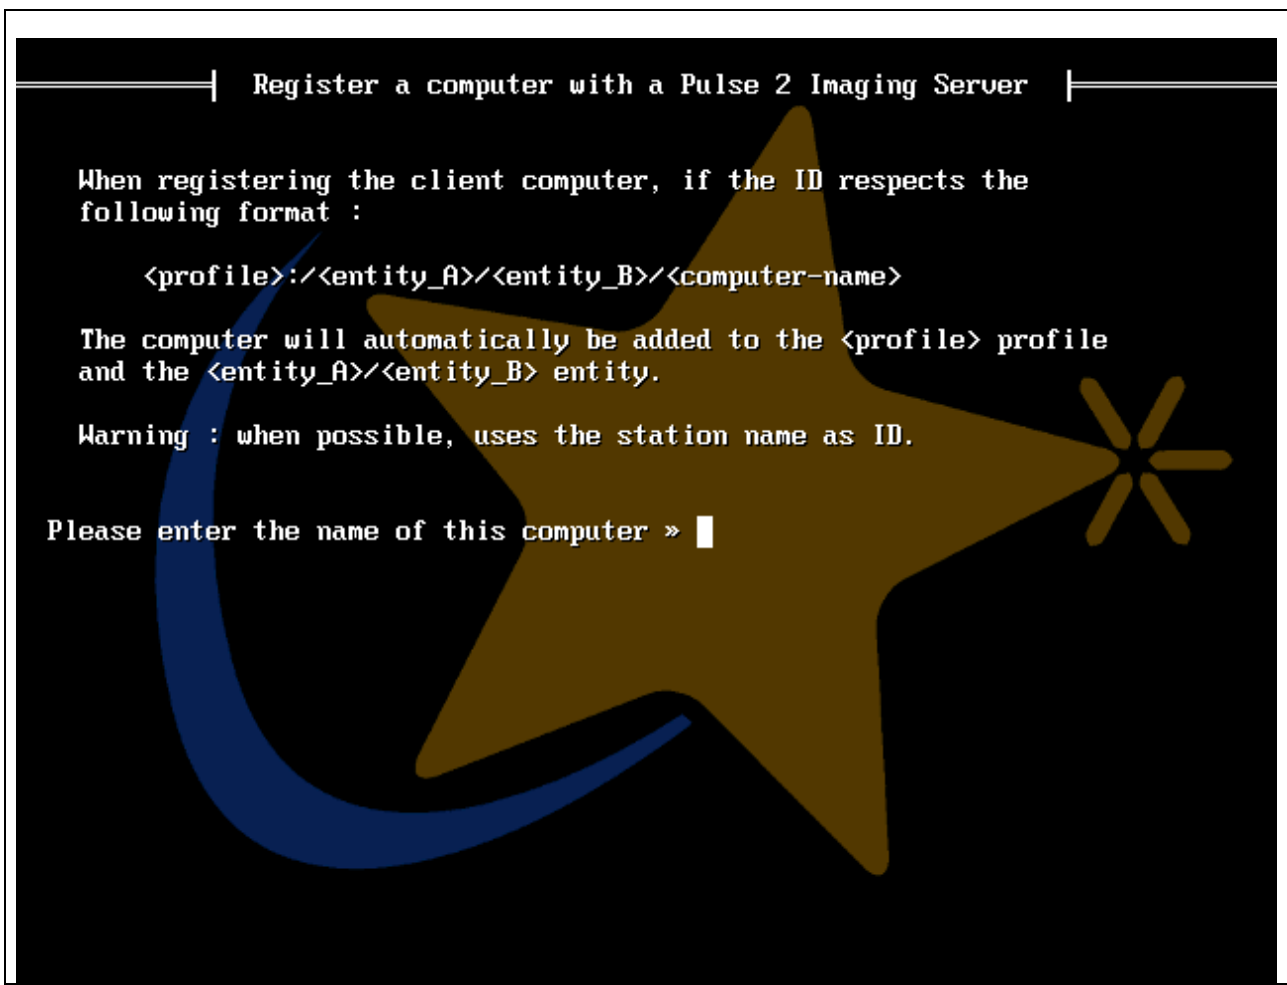 Register a computer with a Pulse 2 Imaging Server
When registering the client computer, if the ID respects the
following format :
<profile>:/<entity_A>/<entity_B>/<computer-name>
The computer will automatically be added to the <profile> profile
and the <entity_A>/<entity_B> entity.
Warning : when possible, uses the station name as ID.
Please enter the name of this computer »